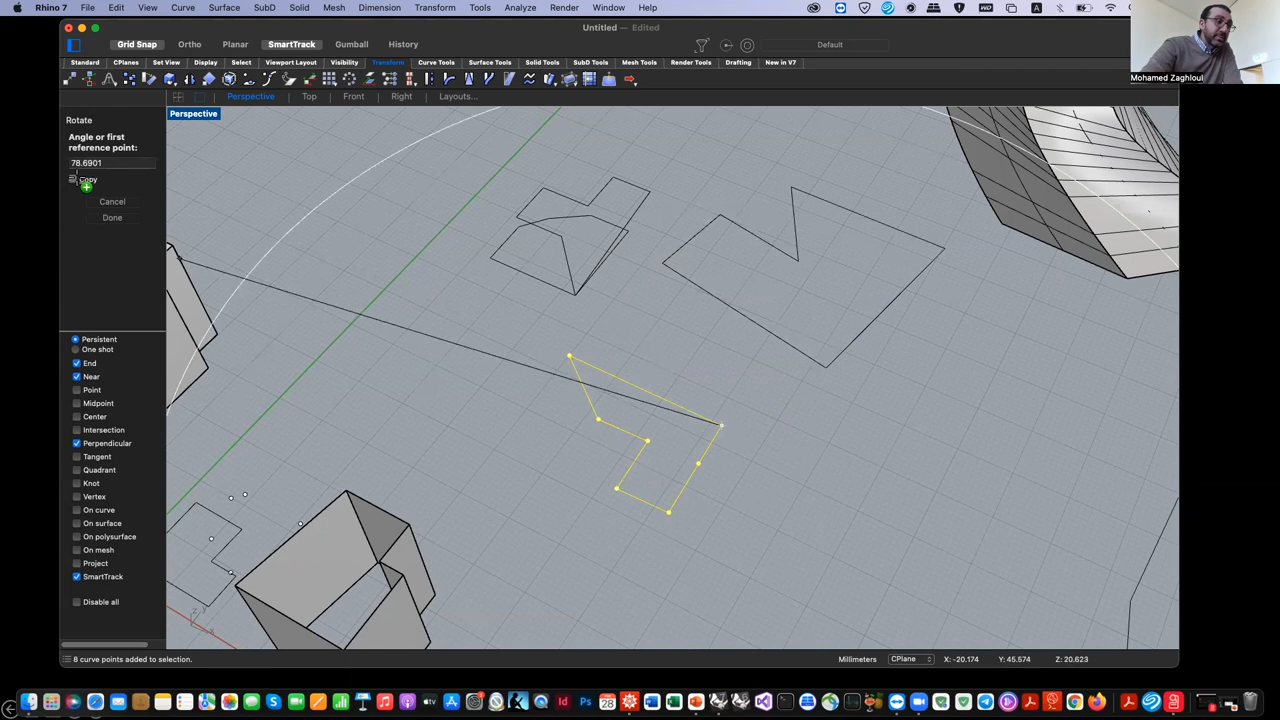 Rhino 7 File Edit View Curve Surface SubD Solid Mesh Dimension Transform Tools Analyze Render Window Help
Untitled — Edited
Grid Snap Ortho Planar SmartTrack Gumball History Default
Standard CPlanes Set View Display Select Viewport Layout Visibility Transform Curve Tools Surface Tools Solid Tools SubD Tools Mesh Tools Render Tools Drafting New in V7
Perspective Top Front Right Layouts...
Mohamed Zaghloul
Perspective
Rotate
Angle or first
reference point:
78.6901
Copy
Cancel
Done
Persistent
One shot
End
Near
Point
Midpoint
Center
Intersection
Perpendicular
Tangent
Quadrant
Knot
Vertex
On curve
On surface
On polysurface
On mesh
Project
SmartTrack
Disable all
8 curve points added to selection. Millimeters CPlane X: -20.174 Y: 45.574 Z: 20.623